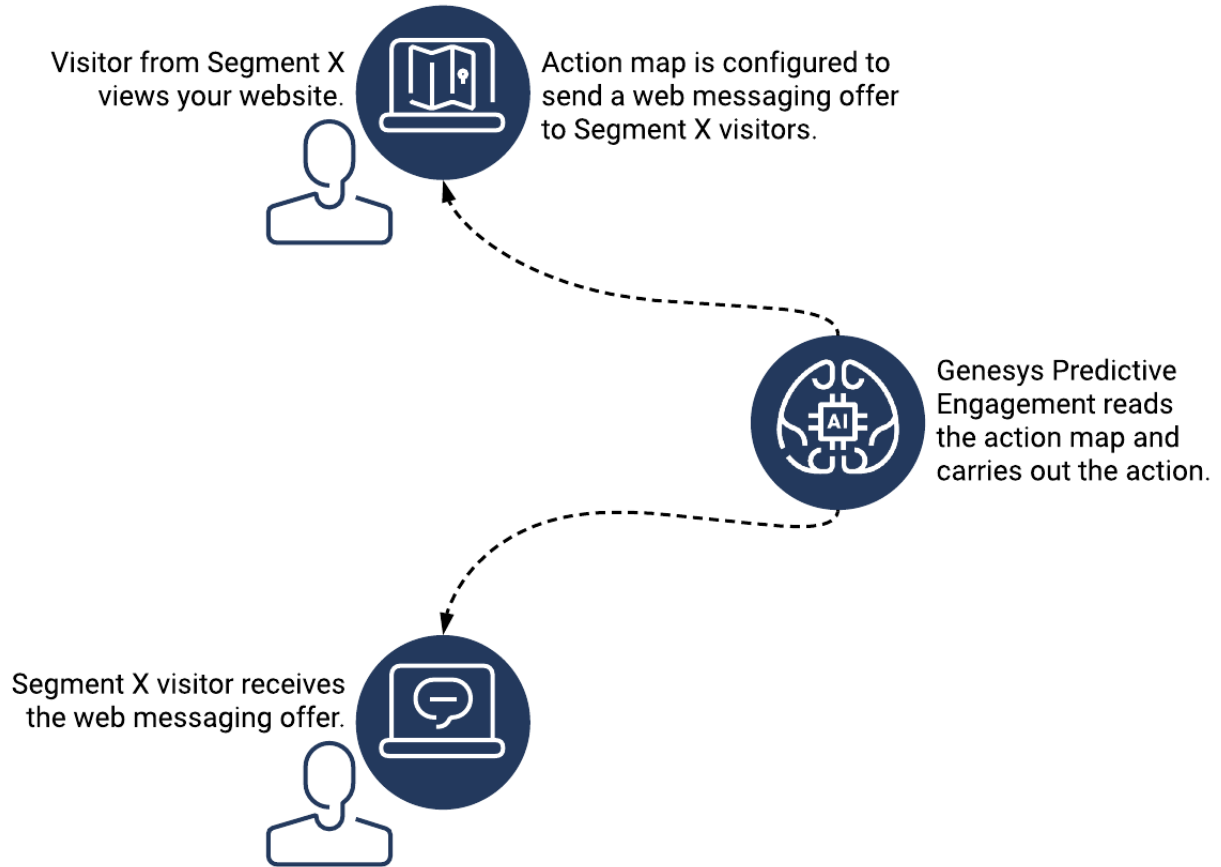 Visitor from Segment X
views your website.
Action map is configured to
send a web messaging offer
to Segment X visitors.
AI
Genesys Predictive
Engagement reads
the action map and
carries out the action.
Segment X visitor receives
the web messaging offer.